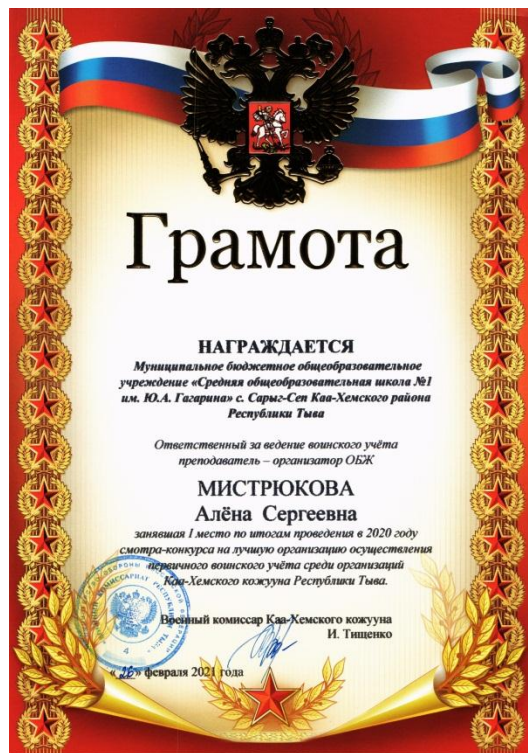 Грамота
НАГРАЖДАЕТСЯ
Муниципальное бюджетное общеобразовательное
учреждение «Средняя общеобразовательная школа №1
им. Ю.А. Гагарина» с. Сарыг-Сеп Каа-Хемского района
Республики Тыва
Ответственный за ведение воинского учёта
преподаватель – организатор ОБЖ
МИСТРЮКОВА
Алёна Сергеевна
занявшая 1 место по итогам проведения в 2020 году
смотра-конкурса на лучшую организацию осуществления
первичного воинского учёта среди организаций
Каа-Хемского кожууна Республики Тыва.
Военный комиссар Каа-Хемского кожууна
И. Тищенко
« 26» февраля 2021 года